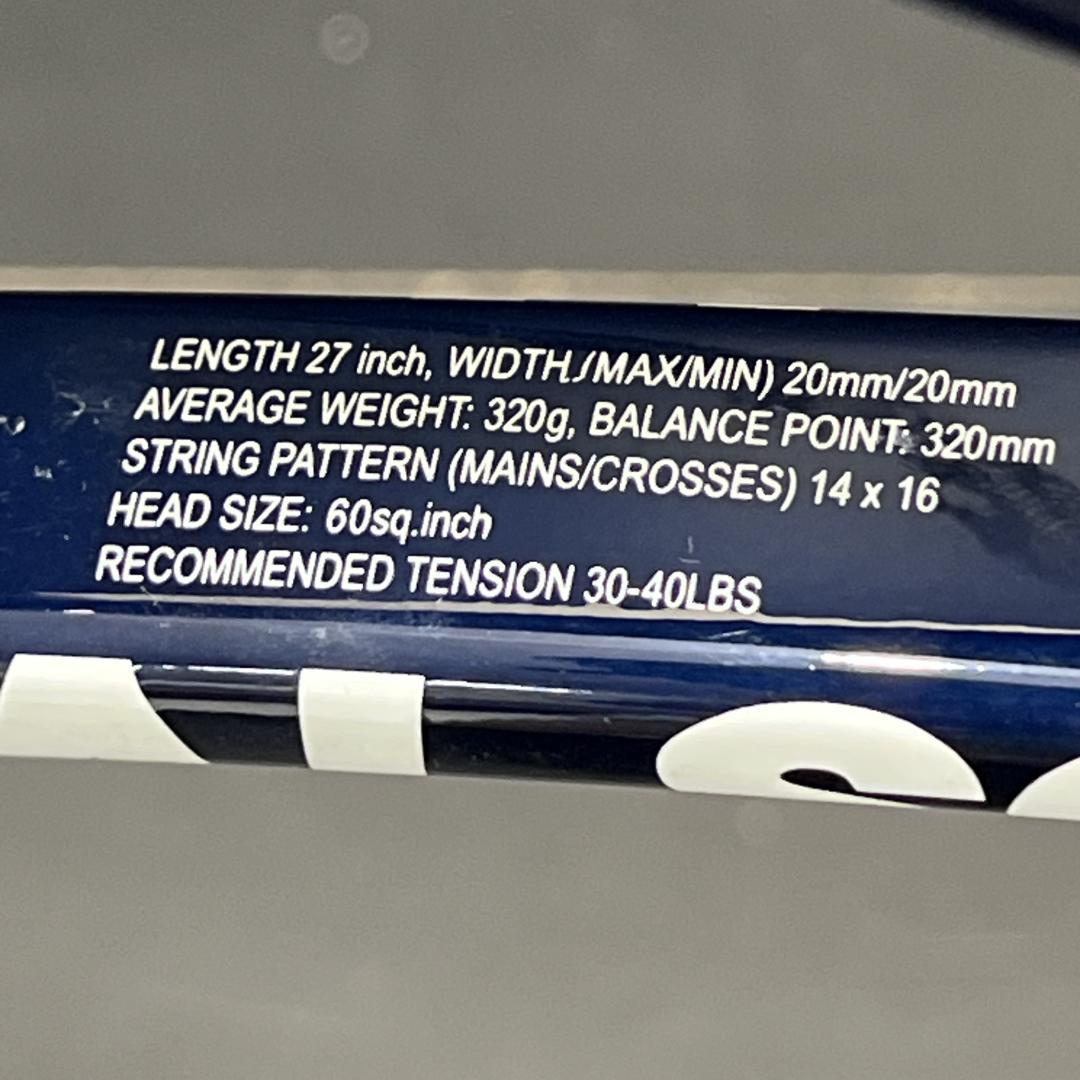 LENGTH 27 inch, WIDTH (MAX/MIN) 20mm/20mm
AVERAGE WEIGHT: 320g, BALANCE POINT: 320mm
STRING PATTERN (MAINS/CROSSES) 14 x 16
HEAD SIZE: 60sq.inch
RECOMMENDED TENSION 30-40LBS